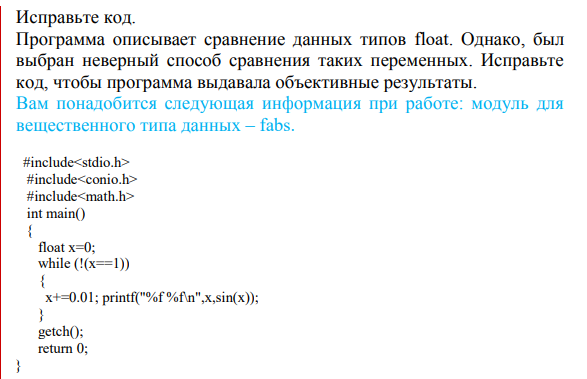 Исправьте код.
Программа описывает сравнение данных типов float. Однако, был
выбран неверный способ сравнения таких переменных. Исправьте
код, чтобы программа выдавала объективные результаты.
Вам понадобится следующая информация при работе: модуль для
вещественного типа данных – fabs.
#include<stdio.h>
#include<conio.h>
#include<math.h>
int main()
{
float x=0;
while (!(x==1))
{
x+=0.01; printf("%f %f\n",x,sin(x));
}
getch();
return 0;
}